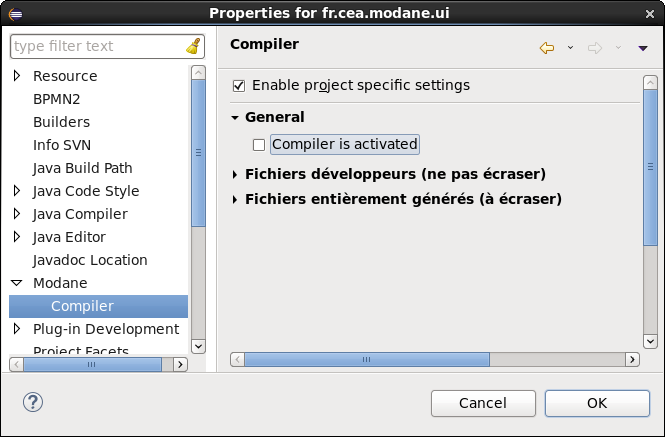 Properties for fr.cea.modane.ui
type filter text
Resource
BPMN2
Builders
Info SVN
Java Build Path
Java Code Style
Java Compiler
Java Editor
Javadoc Location
Modane
Compiler
Plug-in Development
Project Facets
Compiler
Enable project specific settings
General
Compiler is activated
Fichiers développeurs (ne pas écraser)
Fichiers entièrement générés (à écraser)
?
Cancel
OK